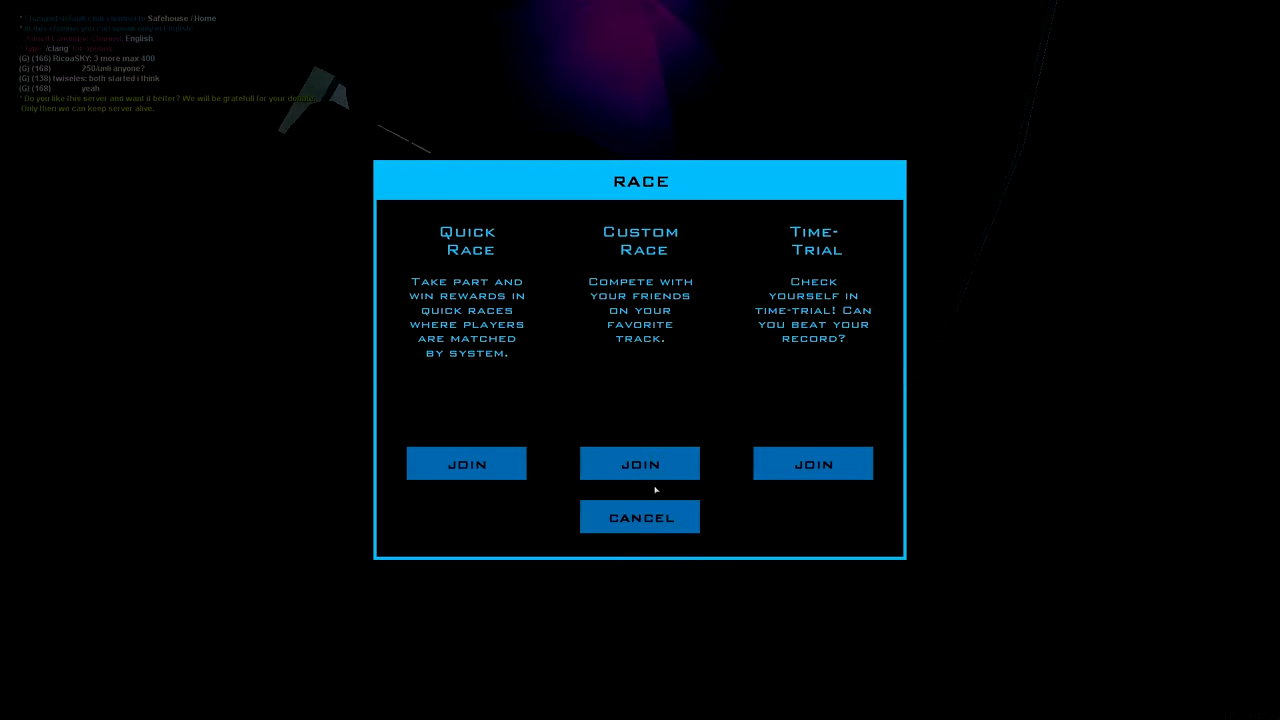 Safehouse / Home
English
/clang
(G) (166) RicoaSKY: 3 more max 400
(G) (168) 250/anli anyone?
(G) (138) twiseles: both started i think
(G) (168) yeah
* Do you like this server and want it better? We will be gratefull for your donate.
Only then we can keep server alive.
RACE
QUICK
RACE
TAKE PART AND
WIN REWARDS IN
QUICK RACES
WHERE PLAYERS
ARE MATCHED
BY SYSTEM.
JOIN
CUSTOM
RACE
COMPETE WITH
YOUR FRIENDS
ON YOUR
FAVORITE
TRACK.
JOIN
TIME-
TRIAL
CHECK
YOURSELF IN
TIME-TRIAL! CAN
YOU BEAT YOUR
RECORD?
JOIN
CANCEL